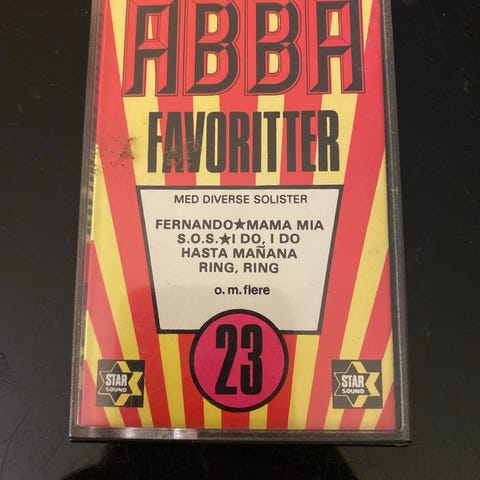 ABBA
FAVORITTER
MED DIVERSE SOLISTER
FERNANDO★MAMA MIA
S.O.S.★I DO, I DO
HASTA MAÑANA
RING, RING
o. m. flere
23
STAR
SOUND
STAR
SOUND